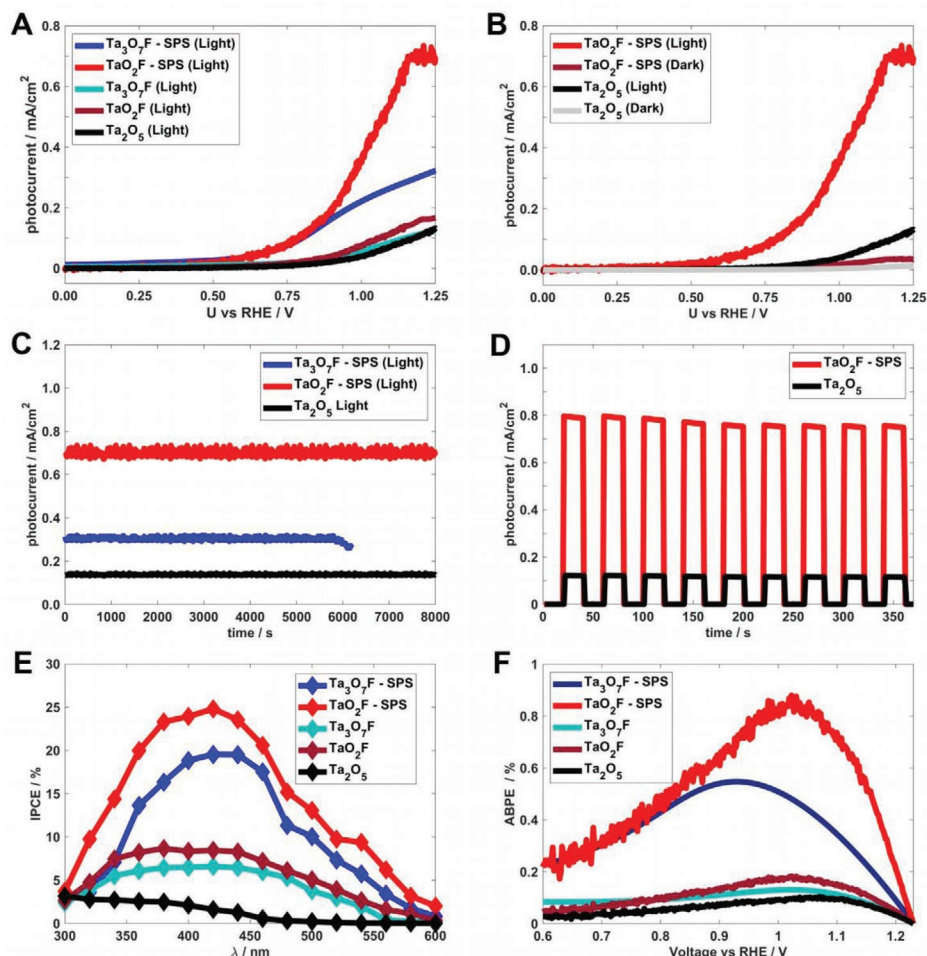 A
Ta3O7F - SPS (Light)
TaO2F - SPS (Light)
Ta3O7F (Light)
TaO2F (Light)
Ta2O5 (Light)
photocurrent / mA/cm2
0.8
0.6
0.4
0.2
0
0.00 0.25 0.50 0.75 1.00 1.25
U vs RHE / V
B
TaO2F - SPS (Light)
TaO2F - SPS (Dark)
Ta2O5 (Light)
Ta2O5 (Dark)
photocurrent / mA/cm2
0.8
0.6
0.4
0.2
0
0.00 0.25 0.50 0.75 1.00 1.25
U vs RHE / V
C
Ta3O7F - SPS (Light)
TaO2F - SPS (Light)
Ta2O5 Light
photocurrent / mA/cm2
1.2
1.0
0.8
0.6
0.4
0.2
0.0
0 1000 2000 3000 4000 5000 6000 7000 8000
time / s
D
TaO2F - SPS
Ta2O5
photocurrent / mA/cm2
1.0
0.8
0.6
0.4
0.2
0
0 50 100 150 200 250 300 350
time / s
E
Ta3O7F - SPS
TaO2F - SPS
Ta3O7F
TaO2F
Ta2O5
IPCE / %
30
25
20
15
10
5
0
300 400 500 600
λ / nm
F
Ta3O7F - SPS
TaO2F - SPS
Ta3O7F
TaO2F
Ta2O5
ABPE / %
1
0.8
0.6
0.4
0.2
0
0.6 0.7 0.8 0.9 1 1.1 1.2
Voltage vs RHE / V